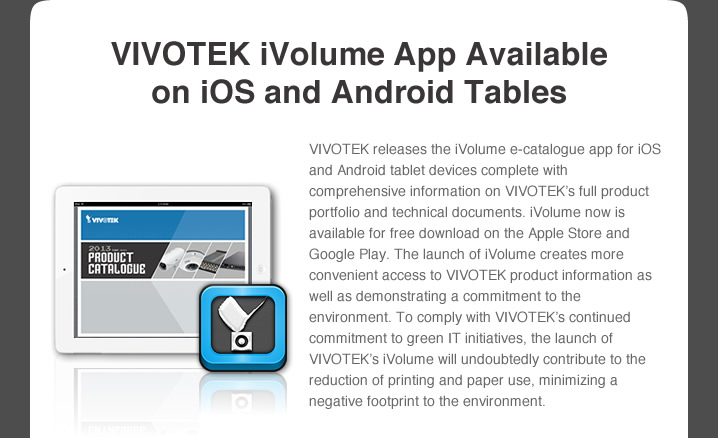 VIVOTEK iVolume App Available
on iOS and Android Tables
VIVOTEK releases the iVolume e-catalogue app for iOS
and Android tablet devices complete with
comprehensive information on VIVOTEK's full product
portfolio and technical documents. iVolume now is
available for free download on the Apple Store and
Google Play. The launch of iVolume creates more
convenient access to VIVOTEK product information as
well as demonstrating a commitment to the
environment. To comply with VIVOTEK's continued
commitment to green IT initiatives, the launch of
VIVOTEK's iVolume will undoubtedly contribute to the
reduction of printing and paper use, minimizing a
negative footprint to the environment.
VIVOTEK
2013
PRODUCT
CATALOGUE